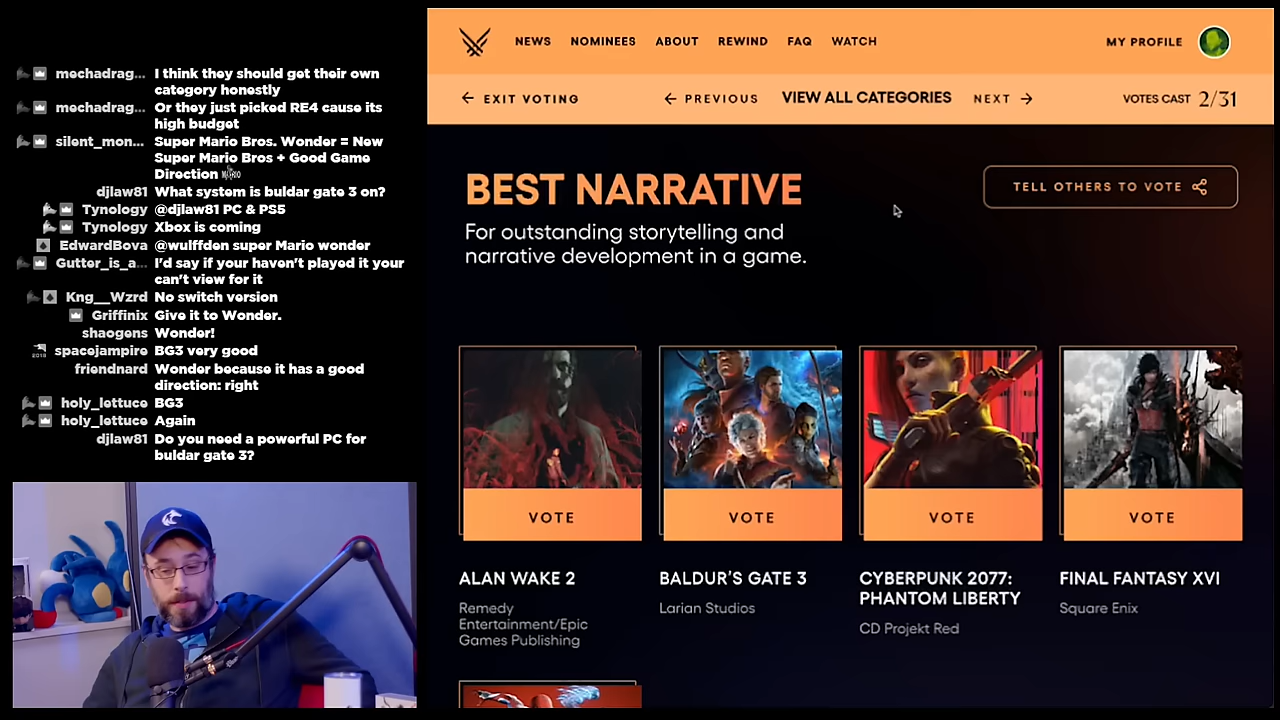 mechadrag... I think they should get their own
category honestly
mechadrag... Or they just picked RE4 cause its
high budget
silent_mon... Super Mario Bros. Wonder = New
Super Mario Bros + Good Game
Direction
djlaw81 What system is buldar gate 3 on?
Tynology @djlaw81 PC & PS5
Tynology Xbox is coming
EdwardBova @wulffden super Mario wonder
Gutter_is_a... I'd say if your haven't played it your
can't view for it
Kng__Wzrd No switch version
Griffinix Give it to Wonder.
shaogens Wonder!
spacejampire BG3 very good
friendnard Wonder because it has a good
direction: right
holy_lettuce BG3
holy_lettuce Again
djlaw81 Do you need a powerful PC for
buldar gate 3?
NEWS NOMINEES ABOUT REWIND FAQ WATCH MY PROFILE
← EXIT VOTING ← PREVIOUS VIEW ALL CATEGORIES NEXT → VOTES CAST 2/31
BEST NARRATIVE
TELL OTHERS TO VOTE
For outstanding storytelling and
narrative development in a game.
VOTE VOTE VOTE VOTE
ALAN WAKE 2
Remedy
Entertainment/Epic
Games Publishing
BALDUR'S GATE 3
Larian Studios
CYBERPUNK 2077:
PHANTOM LIBERTY
CD Projekt Red
FINAL FANTASY XVI
Square Enix